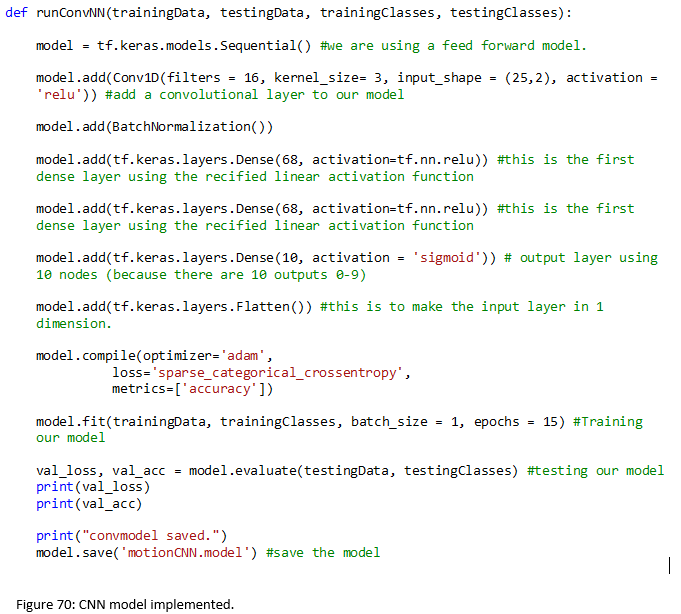 def runConvNN(trainingData, testingData, trainingClasses, testingClasses):
model = tf.keras.models.Sequential() #we are using a feed forward model.
model.add(Conv1D(filters = 16, kernel_size= 3, input_shape = (25,2), activation =
'relu')) #add a convolutional layer to our model
model.add(BatchNormalization())
model.add(tf.keras.layers.Dense(68, activation=tf.nn.relu)) #this is the first
dense layer using the recified linear activation function
model.add(tf.keras.layers.Dense(68, activation=tf.nn.relu)) #this is the first
dense layer using the recified linear activation function
model.add(tf.keras.layers.Dense(10, activation = 'sigmoid')) # output layer using
10 nodes (because there are 10 outputs 0-9)
model.add(tf.keras.layers.Flatten()) #this is to make the input layer in 1
dimension.
model.compile(optimizer='adam',
loss='sparse_categorical_crossentropy',
metrics=['accuracy'])
model.fit(trainingData, trainingClasses, batch_size = 1, epochs = 15) #Training
our model
val_loss, val_acc = model.evaluate(testingData, testingClasses) #testing our model
print(val_loss)
print(val_acc)
print("convmodel saved.")
model.save('motionCNN.model') #save the model
Figure 70: CNN model implemented.